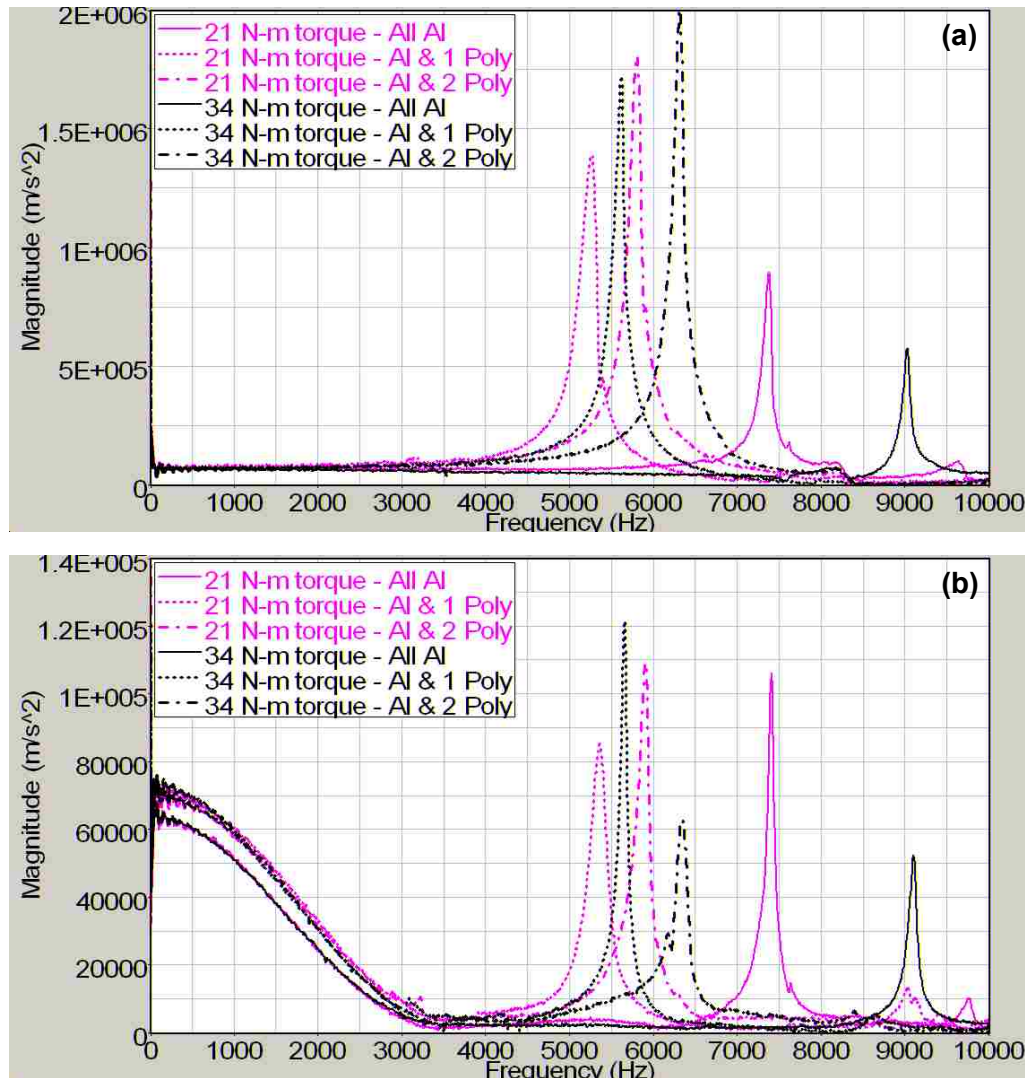 2E+006
(a)
21 N-m torque - All Al
21 N-m torque - Al & 1 Poly
21 N-m torque - Al & 2 Poly
34 N-m torque - All Al
34 N-m torque - Al & 1 Poly
34 N-m torque - Al & 2 Poly
1.5E+006
1E+006
5E+005
0
Magnitude (m/s^2)
0 1000 2000 3000 4000 5000 6000 7000 8000 9000 10000
Frequency (Hz)
1.4E+005
(b)
21 N-m torque - All Al
21 N-m torque - Al & 1 Poly
21 N-m torque - Al & 2 Poly
34 N-m torque - All Al
34 N-m torque - Al & 1 Poly
34 N-m torque - Al & 2 Poly
1.2E+005
1E+005
80000
60000
40000
20000
0
Magnitude (m/s^2)
0 1000 2000 3000 4000 5000 6000 7000 8000 9000 10000
Frequency (Hz)